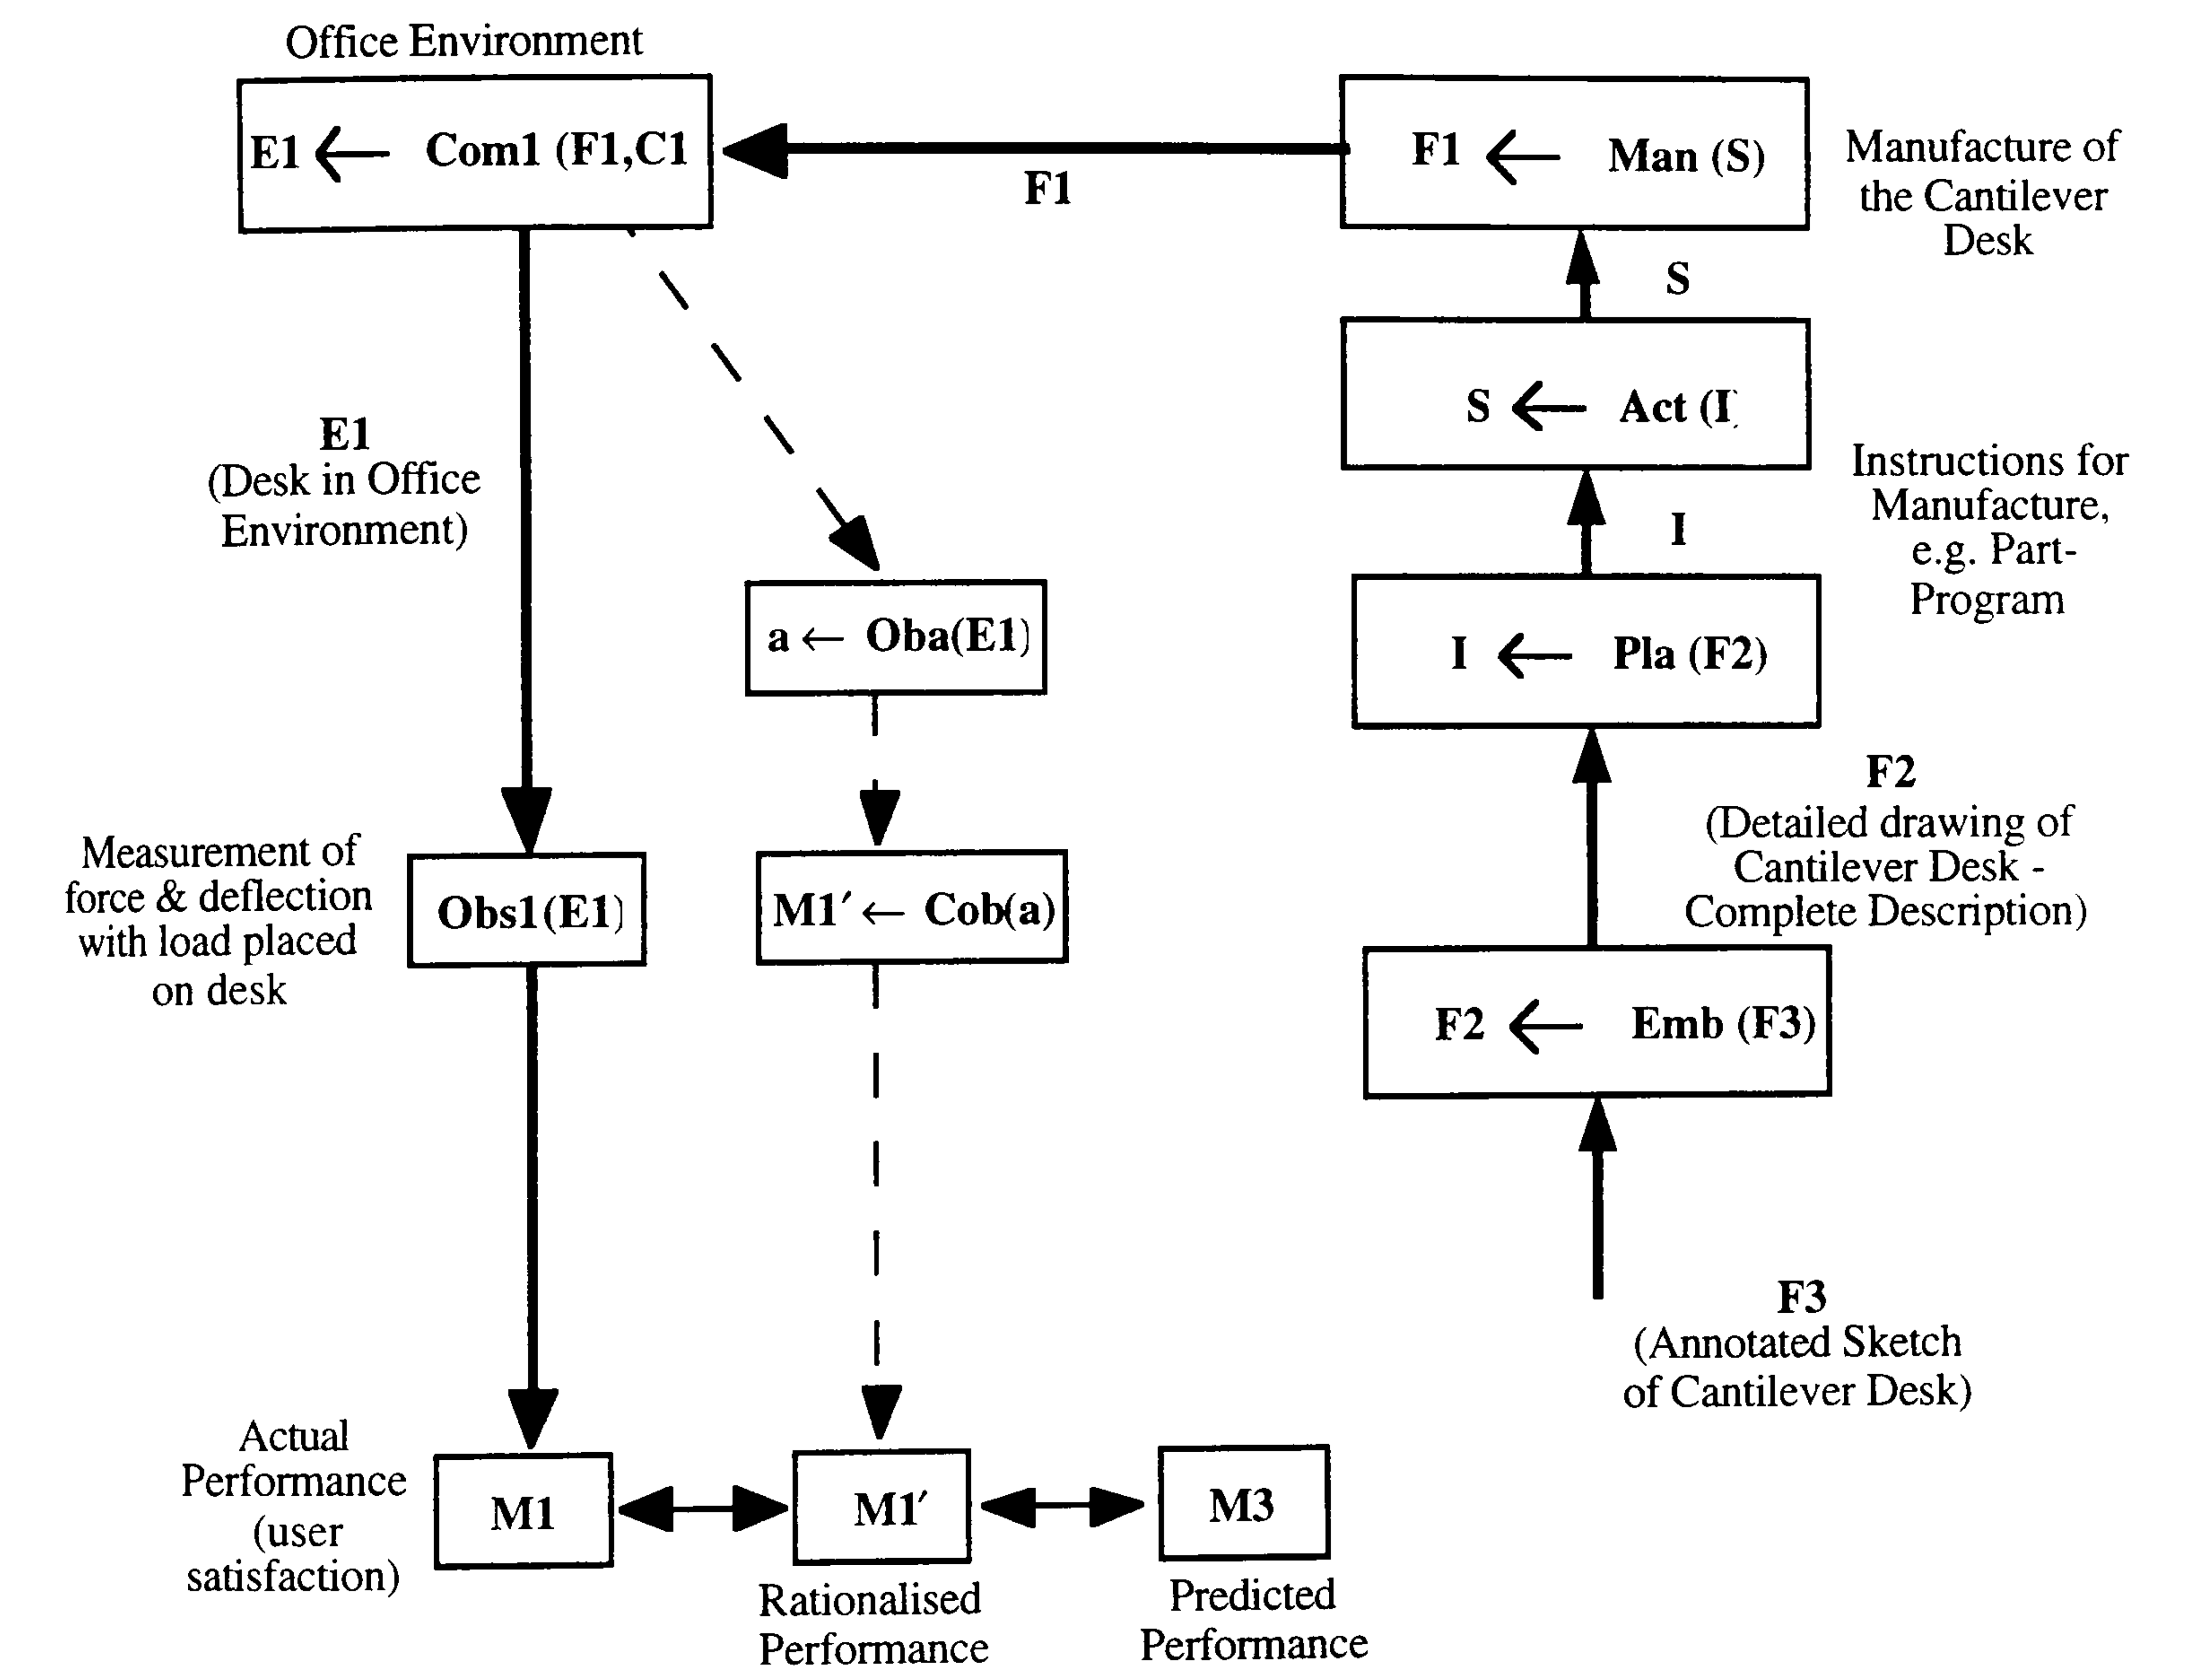 Office Environment
E1 ← Com1 (F1,C1
F1
F1 ← Man (S)
Manufacture of
the Cantilever
Desk
S
S ← Act (I)
I
Instructions for
Manufacture,
e.g. Part-
Program
I ← Pla (F2)
F2
(Detailed drawing of
Cantilever Desk -
Complete Description)
F2 ← Emb (F3)
F3
(Annotated Sketch
of Cantilever Desk)
E1
(Desk in Office
Environment)
a ← Oba(E1)
Measurement of
force & deflection
with load placed
on desk
Obs1(E1)
M1′ ← Cob(a)
Actual
Performance
(user
satisfaction)
M1
M1′
Rationalised
Performance
M3
Predicted
Performance